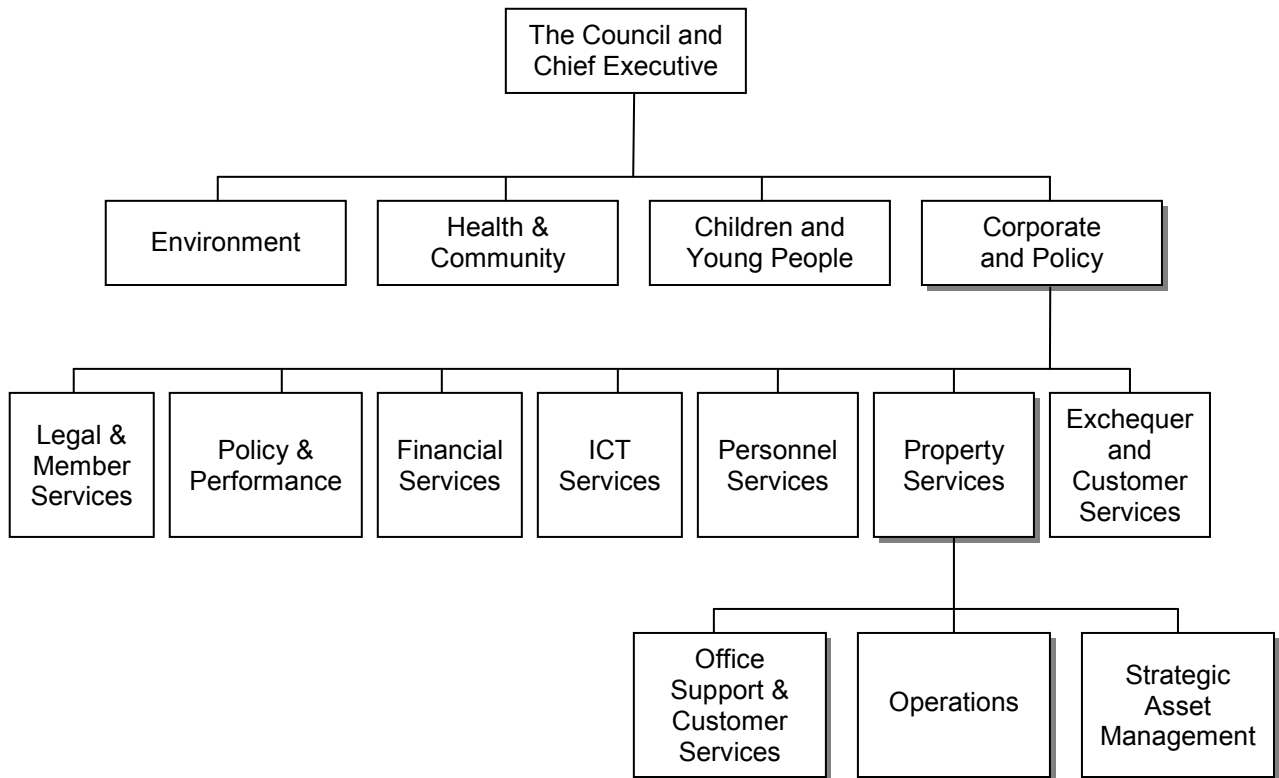 The Council and
Chief Executive
Environment
Health &
Community
Children and
Young People
Corporate
and Policy
Legal &
Member
Services
Policy &
Performance
Financial
Services
ICT
Services
Personnel
Services
Property
Services
Exchequer
and
Customer
Services
Office
Support &
Customer
Services
Operations
Strategic
Asset
Management